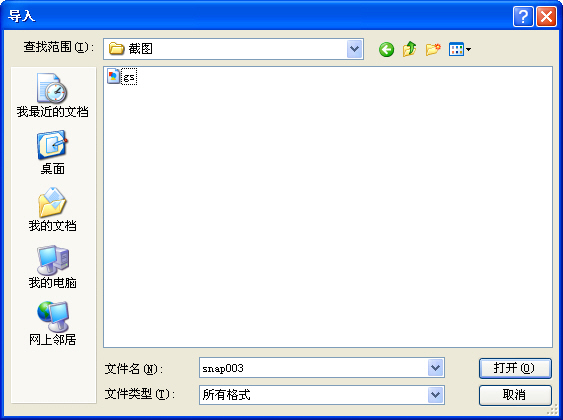 导入
查找范围(I):
截图
gs
我最近的文档
桌面
我的文档
我的电脑
网上邻居
文件名(N):
snap003
打开(O)
文件类型(T):
所有格式
取消